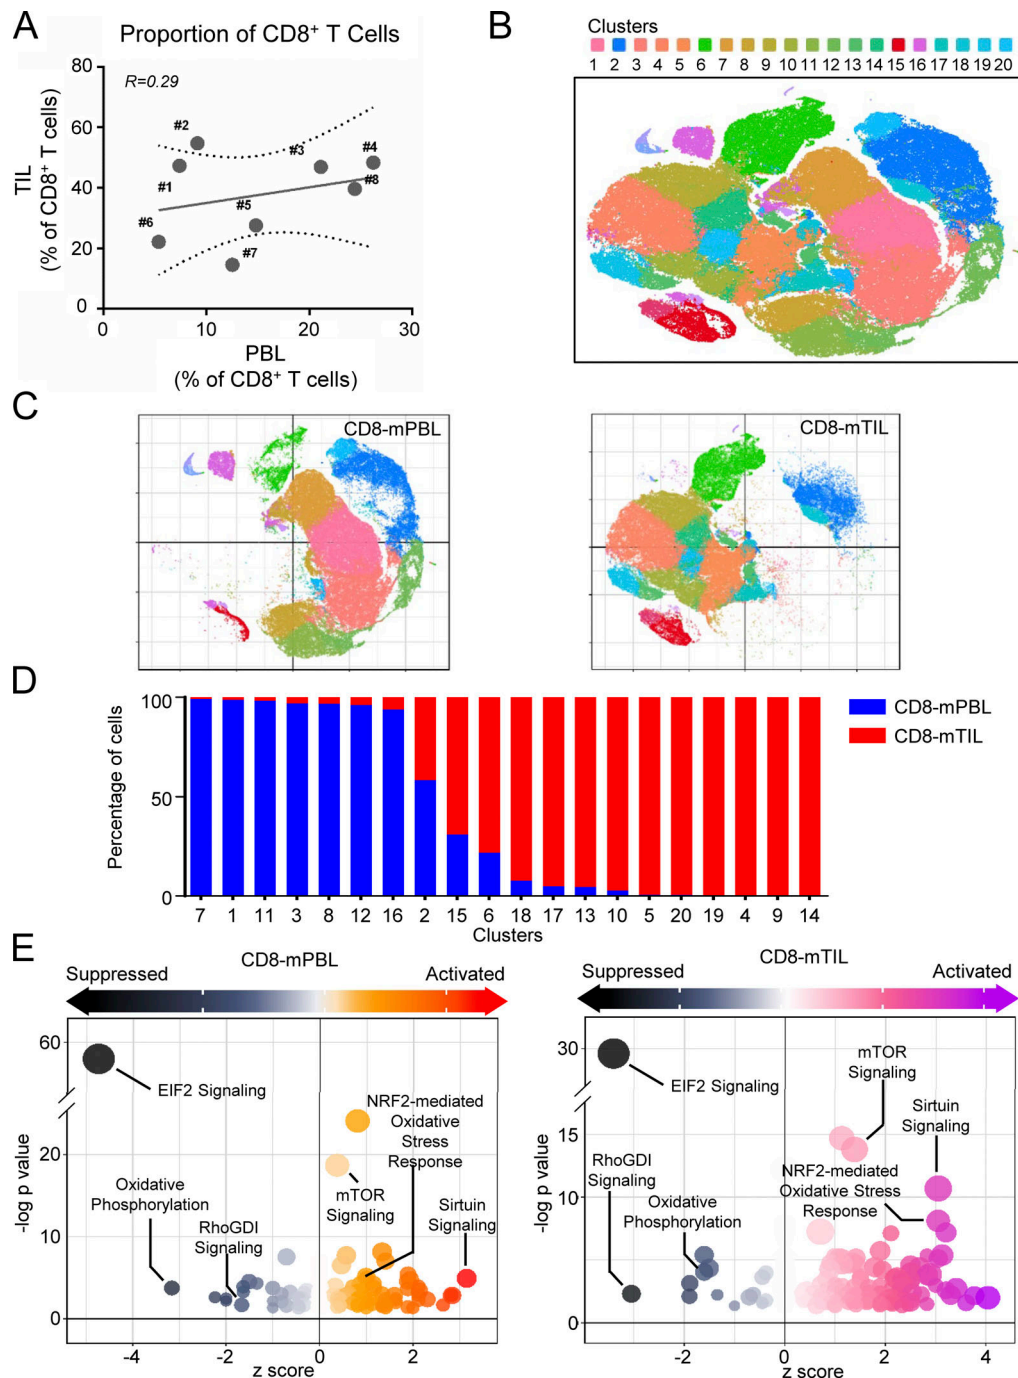 A
Proportion of CD8⁺ T Cells
R=0.29
80
60
40
20
0
TIL
(% of CD8⁺ T cells)
#2
#1
#3
#4
#8
#5
#6
#7
0 10 20 30
PBL
(% of CD8⁺ T cells)
B
Clusters
1 2 3 4 5 6 7 8 9 10 11 12 13 14 15 16 17 18 19 20
C
CD8-mPBL
CD8-mTIL
D
Percentage of cells
100
50
0
7 1 11 3 8 12 16 2 15 6 18 17 13 10 5 20 19 4 9 14
Clusters
CD8-mPBL
CD8-mTIL
E
CD8-mPBL
Suppressed
Activated
60
20
10
0
-log p value
EIF2 Signaling
NRF2-mediated
Oxidative
Stress
Response
Oxidative
Phosphorylation
RhoGDI
Signaling
mTOR
Signaling
Sirtuin
Signaling
-4 -2 0 2
z score
CD8-mTIL
Suppressed
Activated
30
15
10
5
0
-log p value
EIF2 Signaling
mTOR
Signaling
Sirtuin
Signaling
RhoGDI
Signaling
NRF2-mediated
Oxidative Stress
Response
Oxidative
Phosphorylation
-2 0 2 4
z score